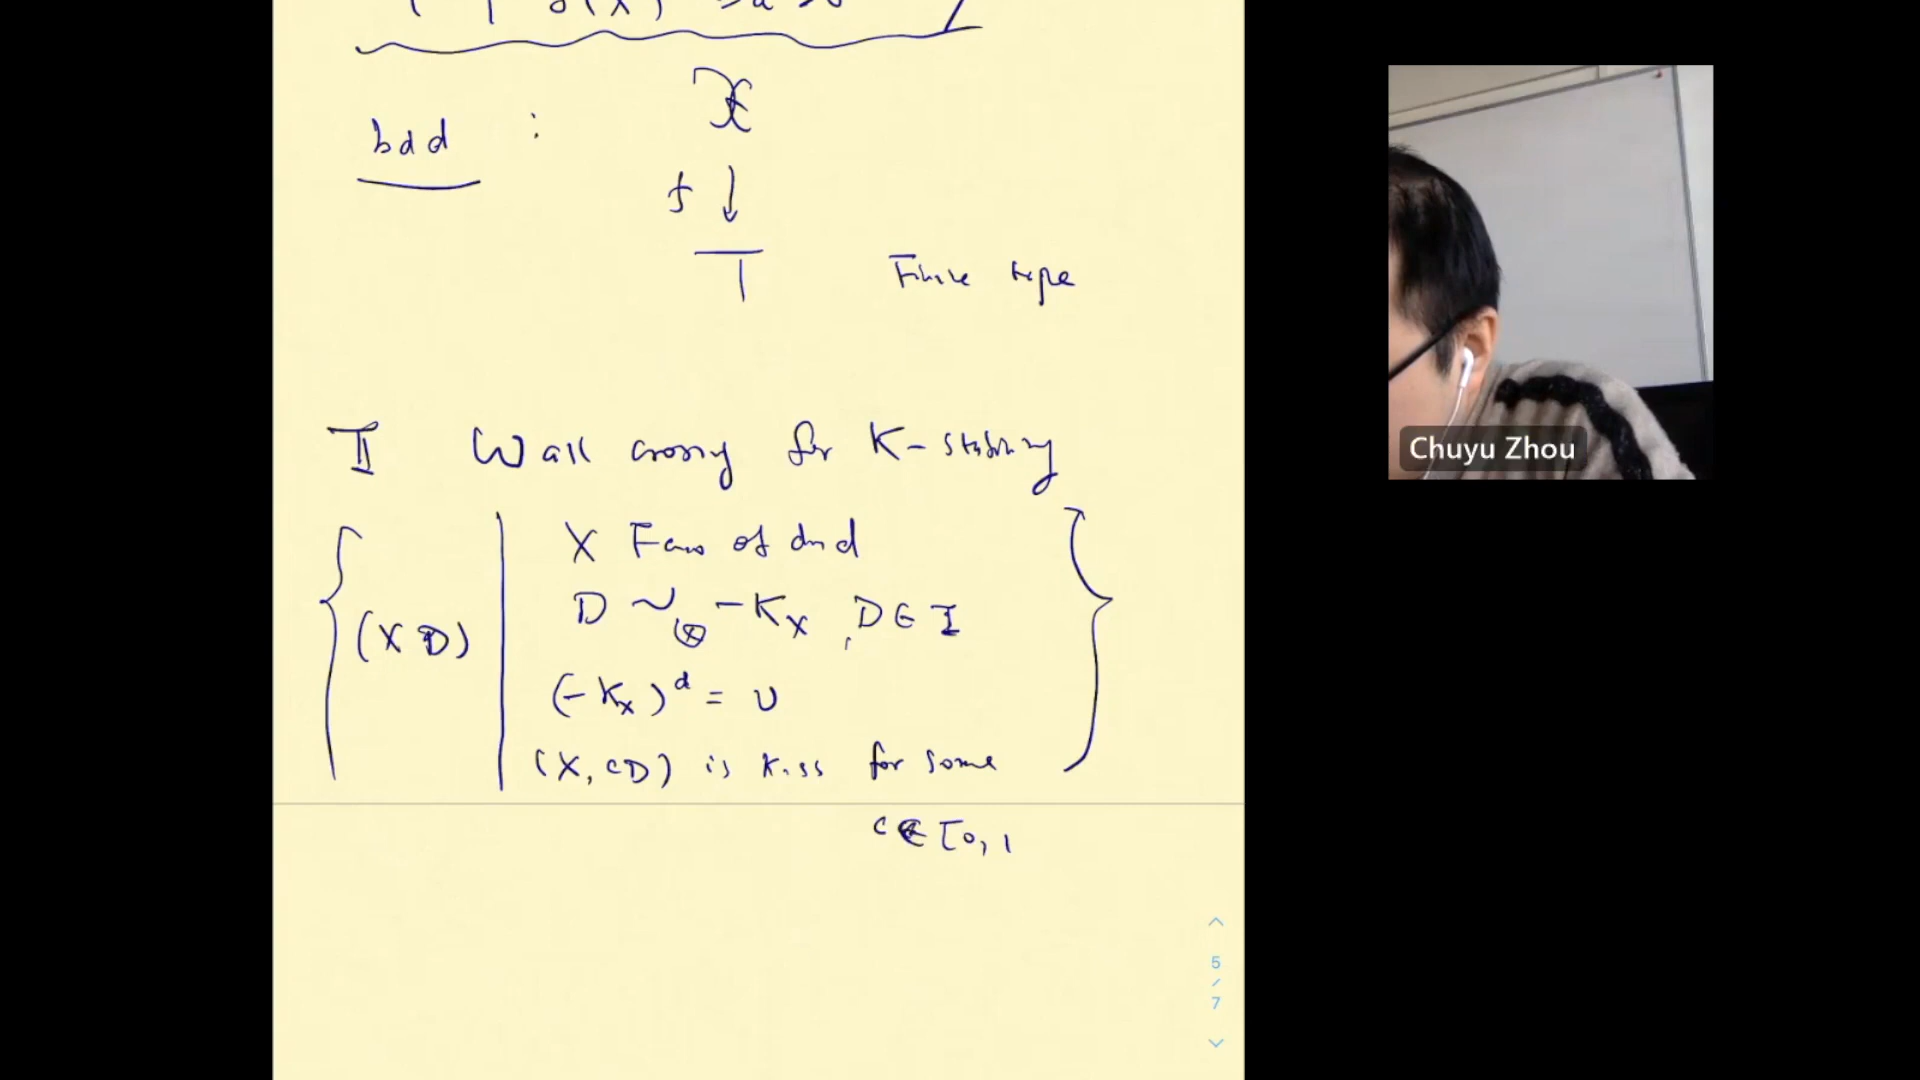 bdd :
𝒳
f ↓
T Finite type
II Wall crossing for K-stability
{ (X D) | X Fano of dim d
D ~_Q -K_X, D ∈ I
(-K_X)^d = v
(X, cD) is K.ss for some }
c ∈ [0, 1
Chuyu Zhou
5
/
7